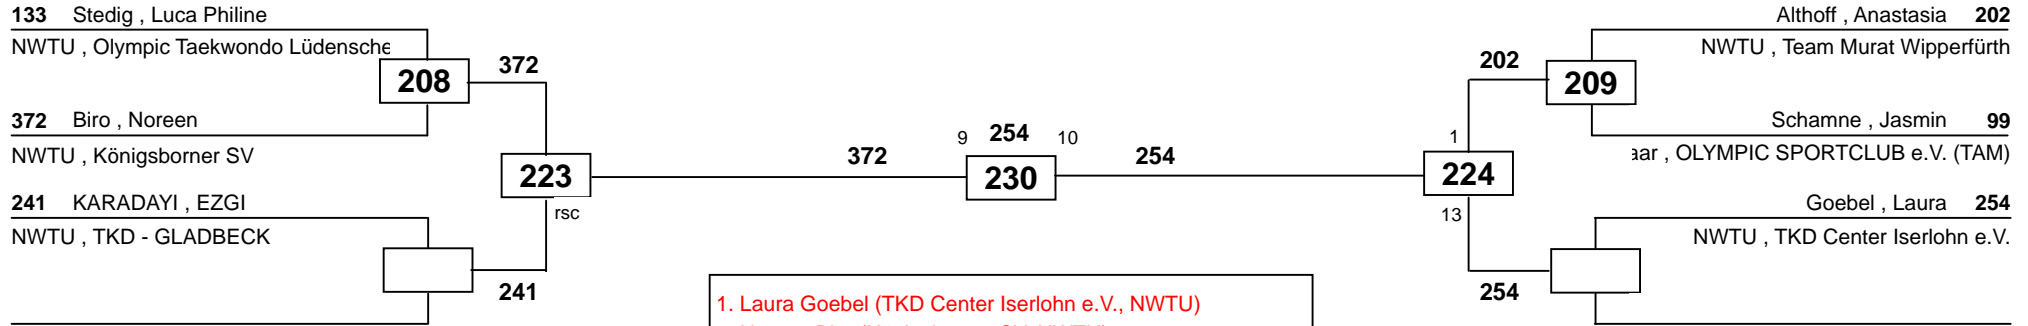 133 Stedig , Luca Philine
NWTU , Olympic Taekwondo Lüdensche
208
372
372 Biro , Noreen
NWTU , Königsborner SV
223
rsc
241 KARADAYI , EZGI
NWTU , TKD - GLADBECK
241
372
9 254 10
230
254
Althoff , Anastasia 202
NWTU , Team Murat Wipperfürth
202
209
Schamne , Jasmin 99
aar , OLYMPIC SPORTCLUB e.V. (TAM)
1
224
13
Goebel , Laura 254
NWTU , TKD Center Iserlohn e.V.
254
1. Laura Goebel (TKD Center Iserlohn e.V., NWTU)